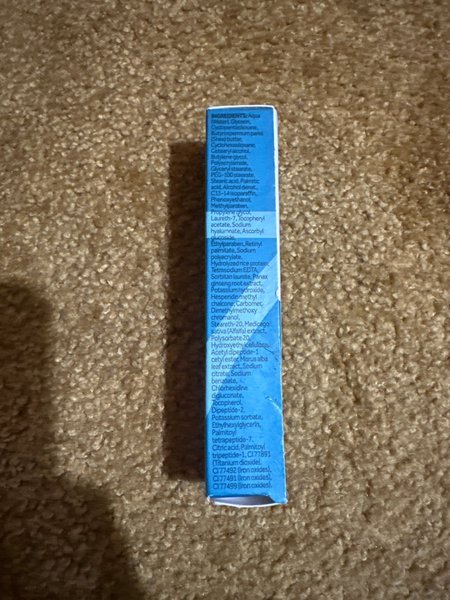 INGREDIENTS: Aqua
(Water), Glycerin,
Cyclopentasiloxane,
Butyrospermum parkii
(Shea) butter,
Cyclohexasiloxane,
Cetearyl alcohol,
Butylene glycol,
Polyacrylamide,
Glyceryl stearate,
PEG-100 stearate,
Stearic acid, Palmitic
acid, Alcohol denat.,
C13-14 isoparaffin,
Phenoxyethanol,
Methylparaben,
Propylene glycol,
Laureth-7, Tocopheryl
acetate, Sodium
hyaluronate, Ascorbyl
glucoside,
Ethylparaben, Retinyl
palmitate, Sodium
polyacrylate,
Hydrolyzed rice protein,
Tetrasodium EDTA,
Sorbitan laurate, Panax
ginseng root extract,
Potassium hydroxide,
Hesperidin methyl
chalcone, Carbomer,
Dimethylmethoxy
chromanol,
Steareth-20, Medicago
sativa (Alfalfa) extract,
Polysorbate 20,
Hydroxyethylcellulose,
Acetyl dipeptide-1
cetyl ester, Morus alba
leaf extract, Sodium
citrate, Sodium
benzoate,
Chlorhexidine
digluconate,
Tocopherol,
Dipeptide-2,
Potassium sorbate,
Ethylhexylglycerin,
Palmitoyl
tetrapeptide-7,
Citric acid, Palmitoyl
tripeptide-1, CI 77891
(Titanium dioxide),
CI 77492 (Iron oxides),
CI 77491 (Iron oxides),
CI 77499 (Iron oxides).